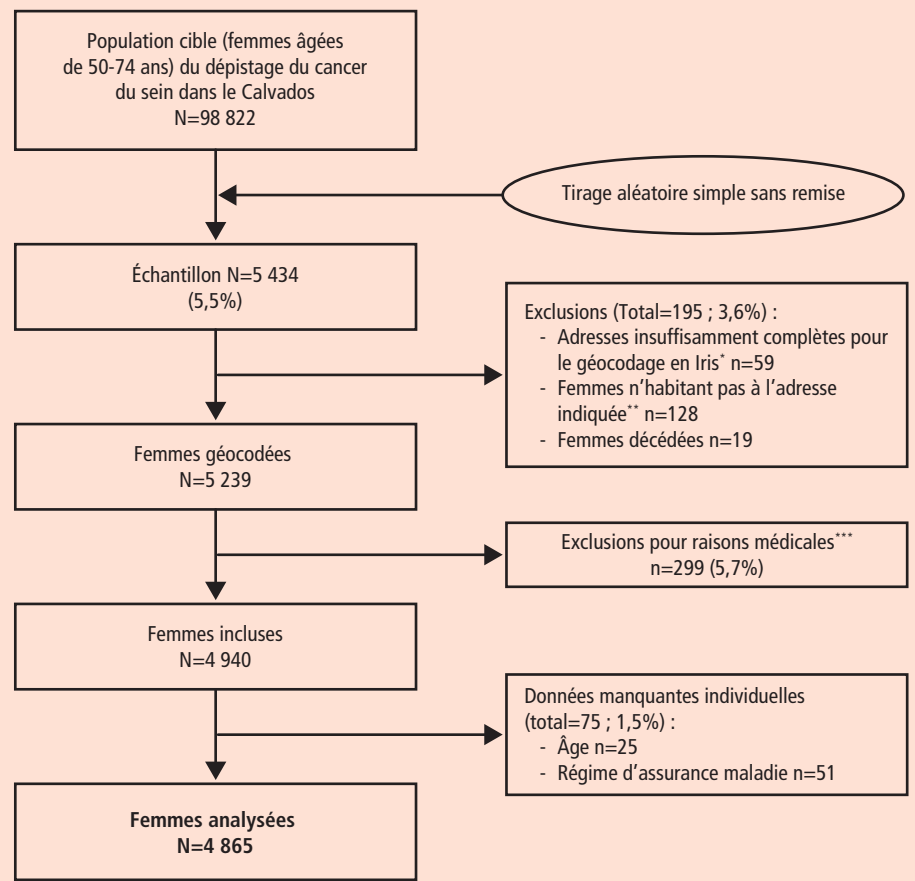 Population cible (femmes âgées
de 50-74 ans) du dépistage du cancer
du sein dans le Calvados
N=98 822
Tirage aléatoire simple sans remise
Échantillon N=5 434
(5,5%)
Exclusions (Total=195 ; 3,6%) :
- Adresses insuffisamment complètes pour
le géocodage en Iris* n=59
- Femmes n'habitant pas à l'adresse
indiquée** n=128
- Femmes décédées n=19
Femmes géocodées
N=5 239
Exclusions pour raisons médicales***
n=299 (5,7%)
Femmes incluses
N=4 940
Données manquantes individuelles
(total=75 ; 1,5%) :
- Âge n=25
- Régime d'assurance maladie n=51
Femmes analysées
N=4 865